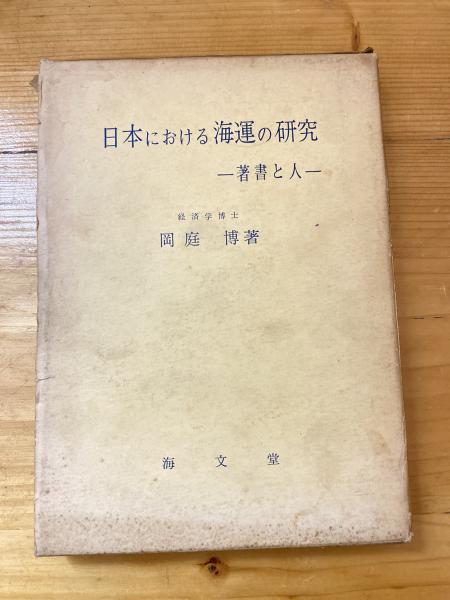 日本における海運の研究
―著書と人―
経済学博士
岡庭 博著
海文堂